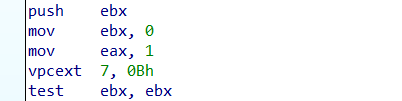 push ebx
mov ebx, 0
mov eax, 1
vpcext 7, 0Bh
test ebx, ebx